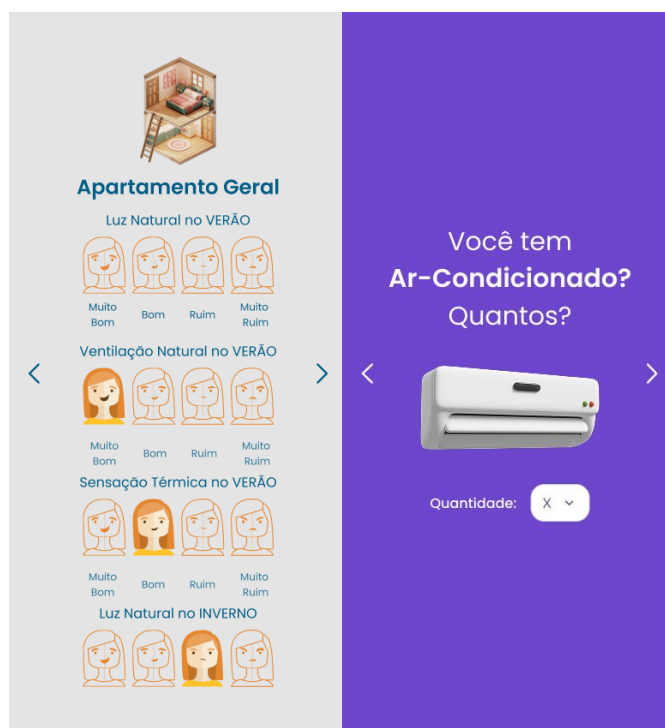 Apartamento Geral
Luz Natural no VERÃO
Muito Bom
Bom
Ruim
Muito Ruim
Ventilação Natural no VERÃO
Muito Bom
Bom
Ruim
Muito Ruim
Sensação Térmica no VERÃO
Muito Bom
Bom
Ruim
Muito Ruim
Luz Natural no INVERNO
Você tem
Ar-Condicionado?
Quantos?
Quantidade: X